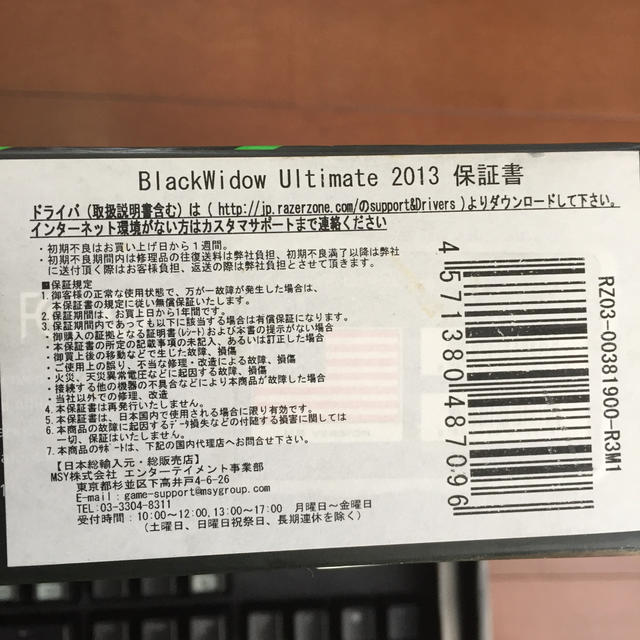 BlackWidow Ultimate 2013 保証書
ドライバ (取扱説明書含む) は ( http://jp.razerzone.com/のsupport&Drivers )よりダウンロードして下さい。
インターネット環境がない方はカスタマサポートまで連絡ください
・初期不良はお買い上げ日から１週間。
・初期不良期間内は修理品の往復送料は弊社負担、初期不良満了以降は弊社
に送付頂く際はお客様負担、返送の際は弊社負担とさせて頂きます。
■保証規定
1. 御客様の正常な使用状態で、万が一故障が発生した場合は、
本保証書の規定に従い無償保証いたします。
2. 保証期間は、お買上日から1年間です。
3. 保証期間内であっても以下に該当する場合は有償保証になります。
・御購入の証拠となる証明書(レシート)および本書の提示がない場合
・本保証書の所定の記載事項の未記入、あるいは訂正した場合
・御買上後の移動などで生じた故障、損傷
・ご使用上の誤り、不当な修理・改造による故障、損傷
・火災、天災異常電圧などに起因する故障、損傷
・接続する他の機器の不具合などにより本商品が故障した場合
・当社以外での修理、改造
4. 本保証書は再発行いたしません。
5. 本保証書は、日本国内で使用される場合に限り有効です。
6. 本商品の故障に起因するデータ損失などの付随する損害に関しては
一切、保証はいたしません。
7. 本商品のサポートは、下記の国内代理店へお問合せ下さい。
【日本総輸入元・総販売店】
MSY株式会社 エンターテイメント事業部
東京都杉並区下高井戸4-6-26
E-mail：game-support@msygroup.com
TEL:03-3304-8311
受付時間：10:00〜12:00, 13:00〜17:00 月曜日〜金曜日
(土曜日、日曜日祝祭日、長期連休を除く)
4 571380 487096
RZ03-00381900-R3M1